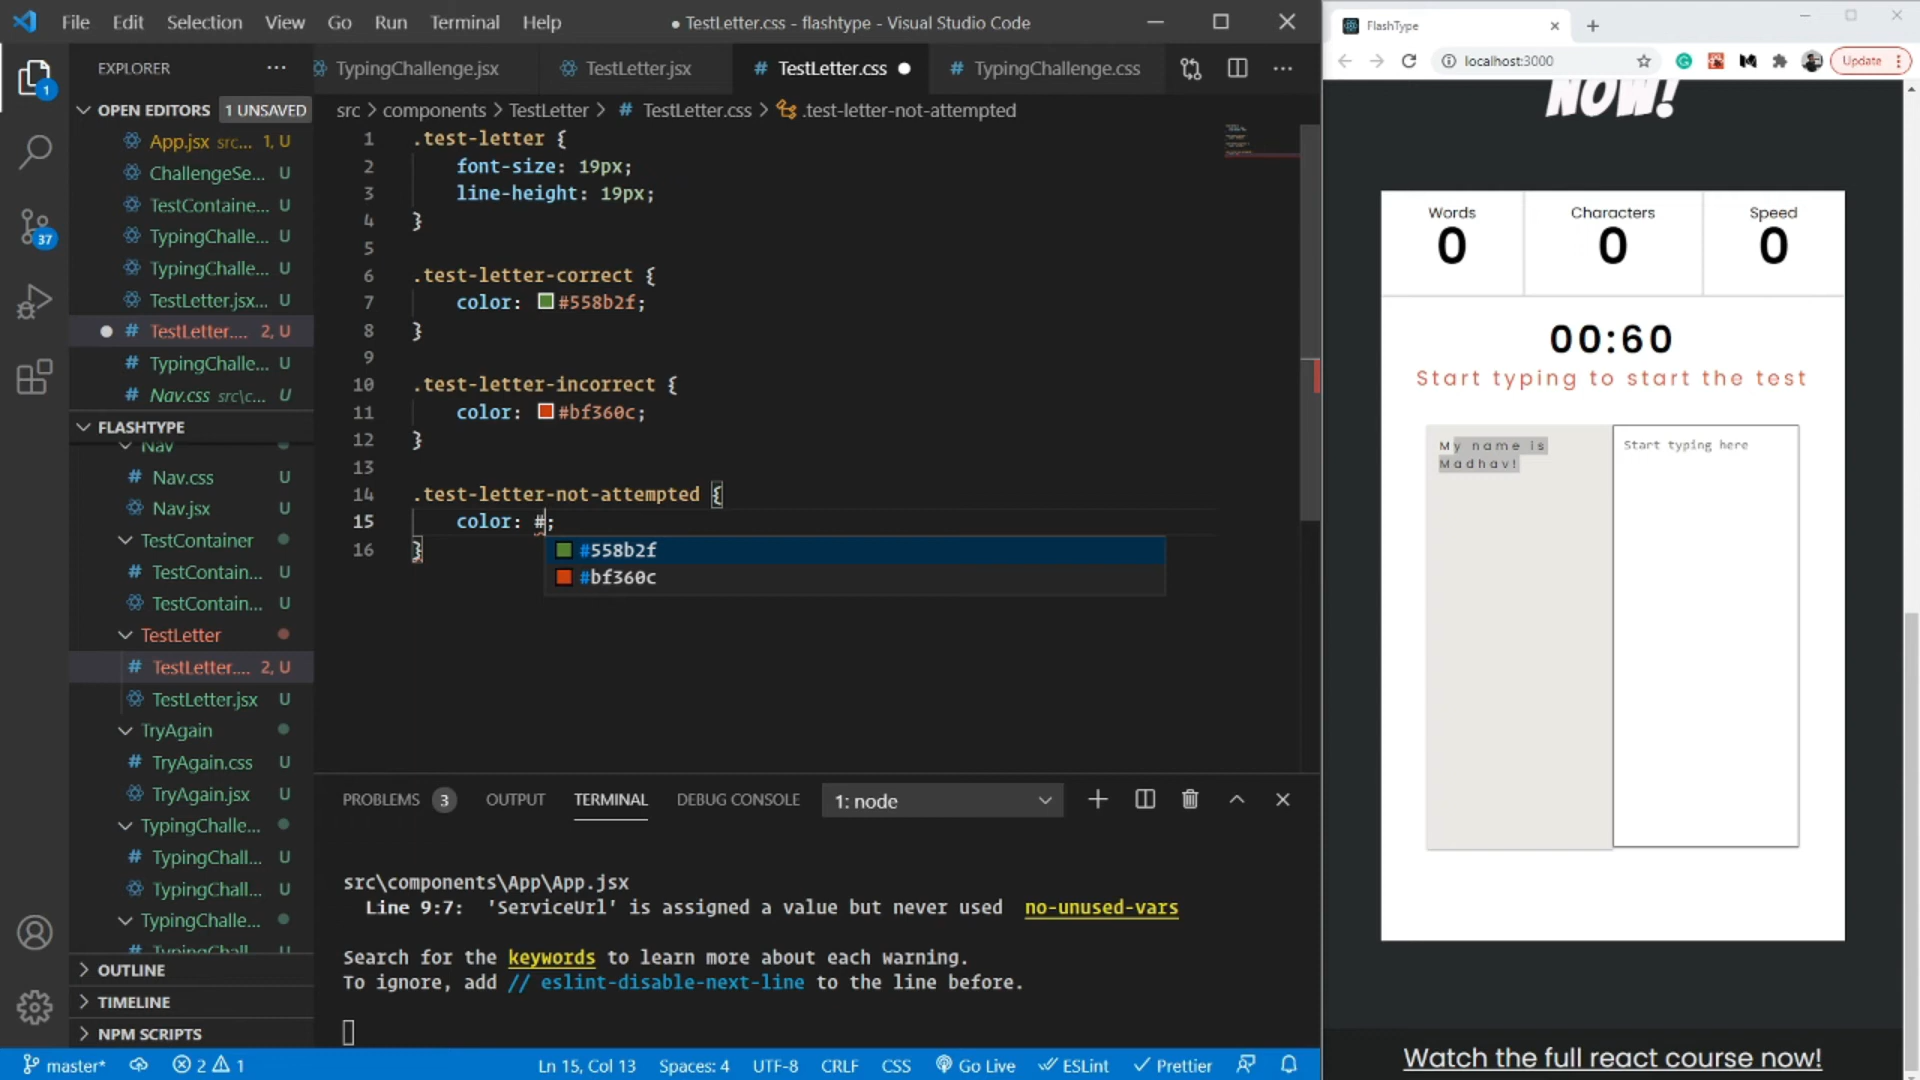 File Edit Selection View Go Run Terminal Help
● TestLetter.css - flashtype - Visual Studio Code
EXPLORER
OPEN EDITORS 1 UNSAVED
App.jsx src... 1, U
ChallengeSe... U
TestContaine... U
TypingChalle... U
TypingChalle... U
TestLetter.jsx... U
TestLetter.... 2, U
TypingChalle... U
Nav.css src\c... U
FLASHTYPE
Nav
Nav.css U
Nav.jsx U
TestContainer
TestContain... U
TestContain... U
TestLetter
TestLetter.... 2, U
TestLetter.jsx U
TryAgain
TryAgain.css U
TryAgain.jsx U
TypingChalle...
TypingChall... U
TypingChall... U
TypingChalle...
TypingChall... U
OUTLINE
TIMELINE
NPM SCRIPTS
1
37
TypingChallenge.jsx TestLetter.jsx # TestLetter.css # TypingChallenge.css
src > components > TestLetter > # TestLetter.css > .test-letter-not-attempted
1 .test-letter {
2 font-size: 19px;
3 line-height: 19px;
4 }
5
6 .test-letter-correct {
7 color: #558b2f;
8 }
9
10 .test-letter-incorrect {
11 color: #bf360c;
12 }
13
14 .test-letter-not-attempted {
15 color: #;
16 }
#558b2f
#bf360c
PROBLEMS 3 OUTPUT TERMINAL DEBUG CONSOLE 1: node
src\components\App\App.jsx
Line 9:7: 'ServiceUrl' is assigned a value but never used no-unused-vars
Search for the keywords to learn more about each warning.
To ignore, add // eslint-disable-next-line to the line before.
master* 2 1 Ln 15, Col 13 Spaces: 4 UTF-8 CRLF CSS Go Live ESLint Prettier
FlashType
localhost:3000 Update
NOW!
Words Characters Speed
0 0 0
00:60
Start typing to start the test
My name is
Madhav!
Start typing here
Watch the full react course now!